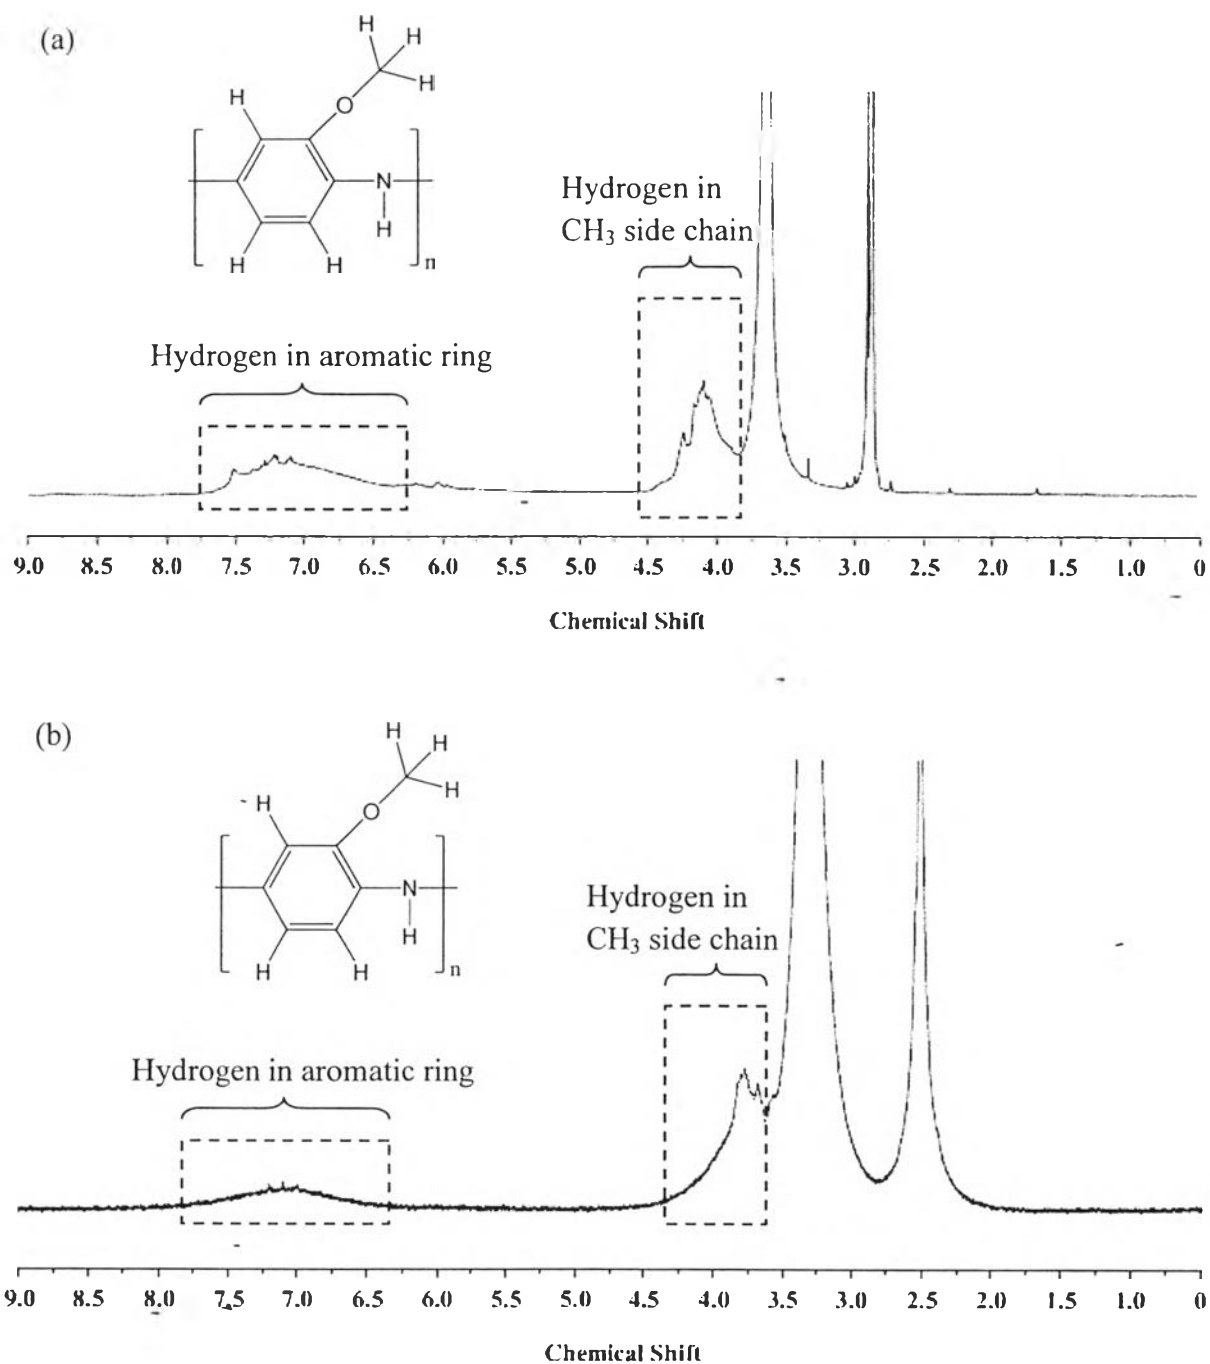 (a)
H
H
H
H
O
N
H
H
H
n
Hydrogen in
CH₃ side chain
Hydrogen in aromatic ring
9.0 8.5 8.0 7.5 7.0 6.5 6.0 5.5 5.0 4.5 4.0 3.5 3.0 2.5 2.0 1.5 1.0 0
Chemical Shift
(b)
H
H
H
H
O
N
H
H
H
n
Hydrogen in
CH₃ side chain
Hydrogen in aromatic ring
9.0 8.5 8.0 7.5 7.0 6.5 6.0 5.5 5.0 4.5 4.0 3.5 3.0 2.5 2.0 1.5 1.0 0
Chemical Shift